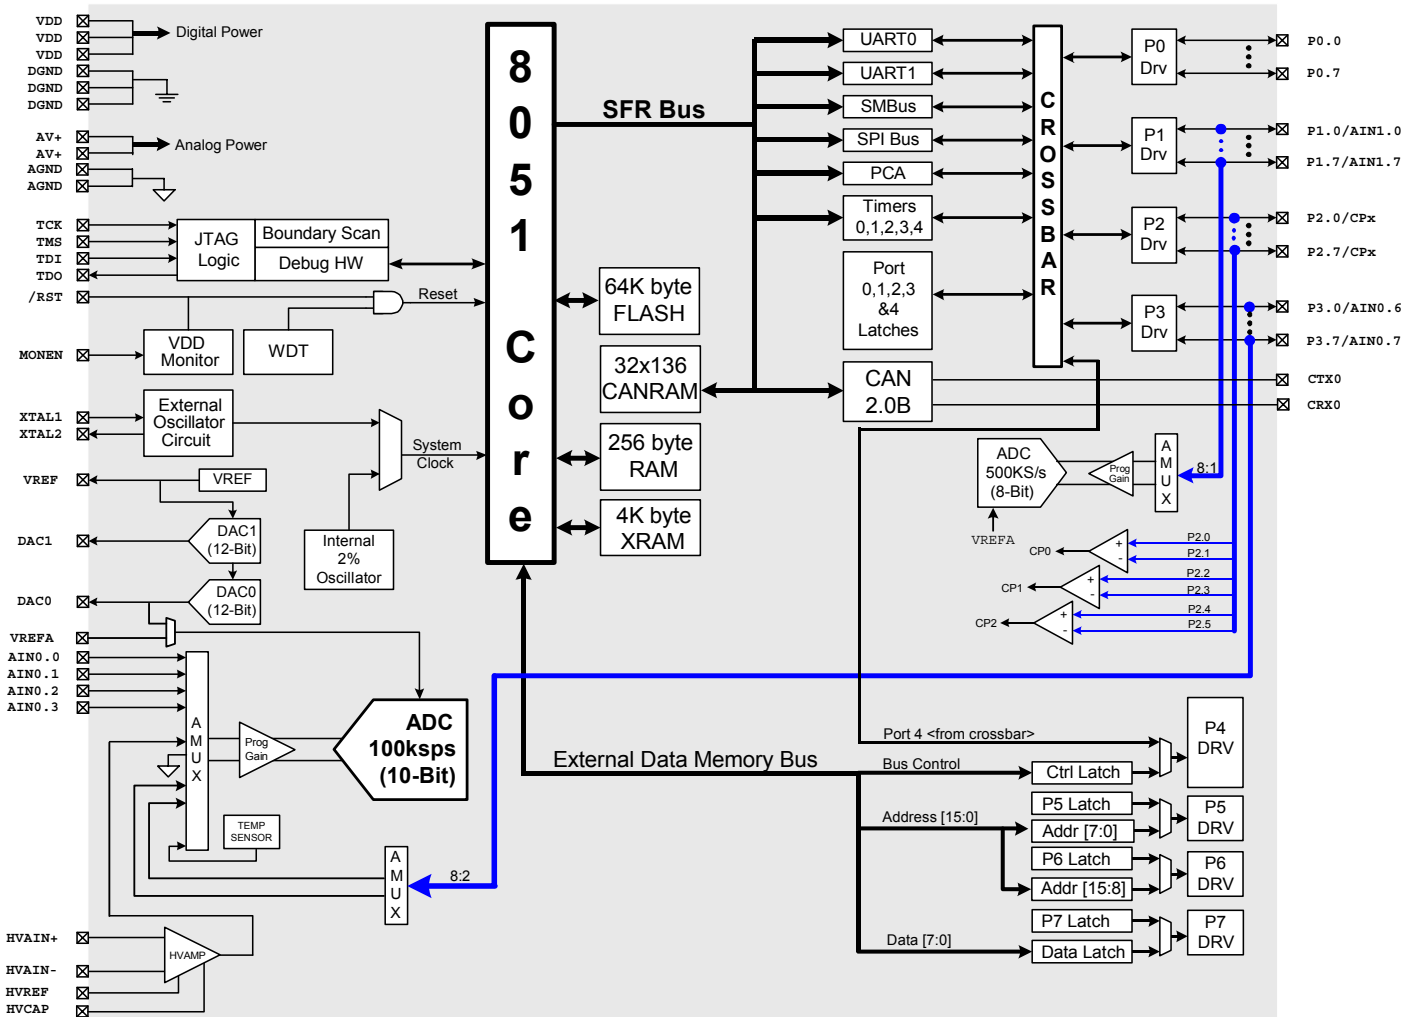 VDD
VDD
VDD
Digital Power
DGND
DGND
DGND
AV+
AV+
Analog Power
AGND
AGND
TCK
TMS
TDI
TDO
JTAG
Logic
Boundary Scan
Debug HW
/RST
Reset
MONEN
VDD
Monitor
WDT
XTAL1
XTAL2
External
Oscillator
Circuit
System
Clock
VREF
VREF
DAC1
DAC1
(12-Bit)
Internal
2%
Oscillator
DAC0
DAC0
(12-Bit)
VREFA
AIN0.0
AIN0.1
AIN0.2
AIN0.3
AMUX
Prog
Gain
ADC
100ksps
(10-Bit)
TEMP
SENSOR
AMUX
8:2
HVAIN+
HVAIN-
HVREF
HVCAP
HVAMP
8051 Core
SFR Bus
64K byte
FLASH
32x136
CANRAM
256 byte
RAM
4K byte
XRAM
External Data Memory Bus
UART0
UART1
SMBus
SPI Bus
PCA
Timers
0,1,2,3,4
Port
0,1,2,3
&4
Latches
CAN
2.0B
CROSSBAR
P0
Drv
P1
Drv
P2
Drv
P3
Drv
P0.0
P0.7
P1.0/AIN1.0
P1.7/AIN1.7
P2.0/CPx
P2.7/CPx
P3.0/AIN0.6
P3.7/AIN0.7
CTX0
CRX0
ADC
500KS/s
(8-Bit)
Prog
Gain
AMUX
8:1
VREFA
CP0
+
-
P2.0
P2.1
CP1
+
-
P2.2
P2.3
CP2
+
-
P2.4
P2.5
Port 4 <from crossbar>
Bus Control
Ctrl Latch
P4
DRV
Address [15:0]
P5 Latch
Addr [7:0]
P5
DRV
P6 Latch
Addr [15:8]
P6
DRV
Data [7:0]
P7 Latch
Data Latch
P7
DRV